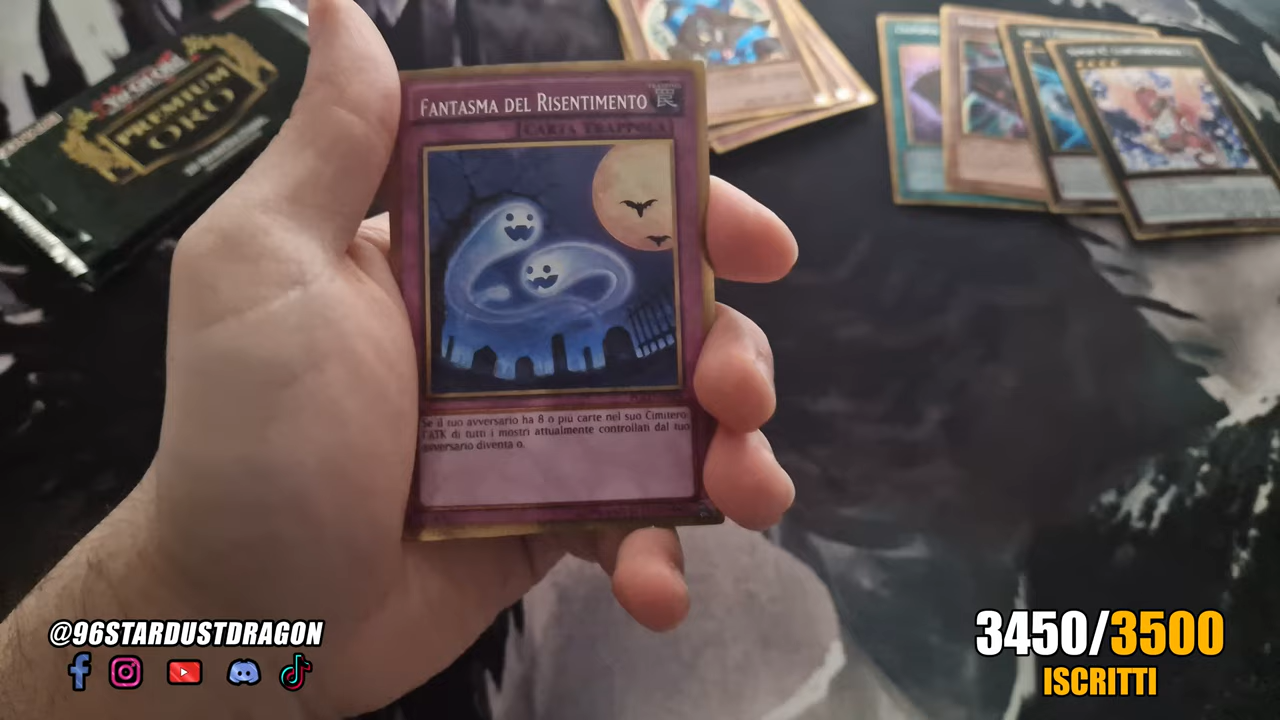 PREMIUM
ORO
FANTASMA DEL RISENTIMENTO
CARTA TRAPPOLA
Se il tuo avversario ha 8 o più carte nel suo Cimitero
l'ATK di tutti i mostri attualmente controllati dal tuo
avversario diventa 0.
@96STARDUSTDRAGON
3450/3500
ISCRITTI